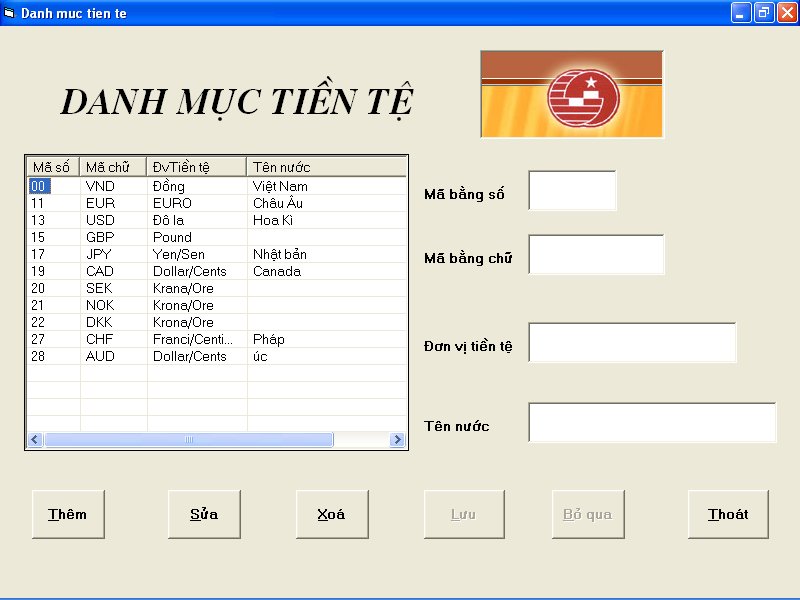 Danh muc tien te
DANH MỤC TIỀN TỆ
Mã số Mã chữ ĐvTiền tệ Tên nước
00 VND Đồng Việt Nam
11 EUR EURO Châu Âu
13 USD Đô la Hoa Kì
15 GBP Pound
17 JPY Yen/Sen Nhật bản
19 CAD Dollar/Cents Canada
20 SEK Krana/Ore
21 NOK Krona/Ore
22 DKK Krona/Ore
27 CHF Franci/Centi... Pháp
28 AUD Dollar/Cents úc
Mã bằng số
Mã bằng chữ
Đơn vị tiền tệ
Tên nước
Thêm Sửa Xoá Lưu Bỏ qua Thoát